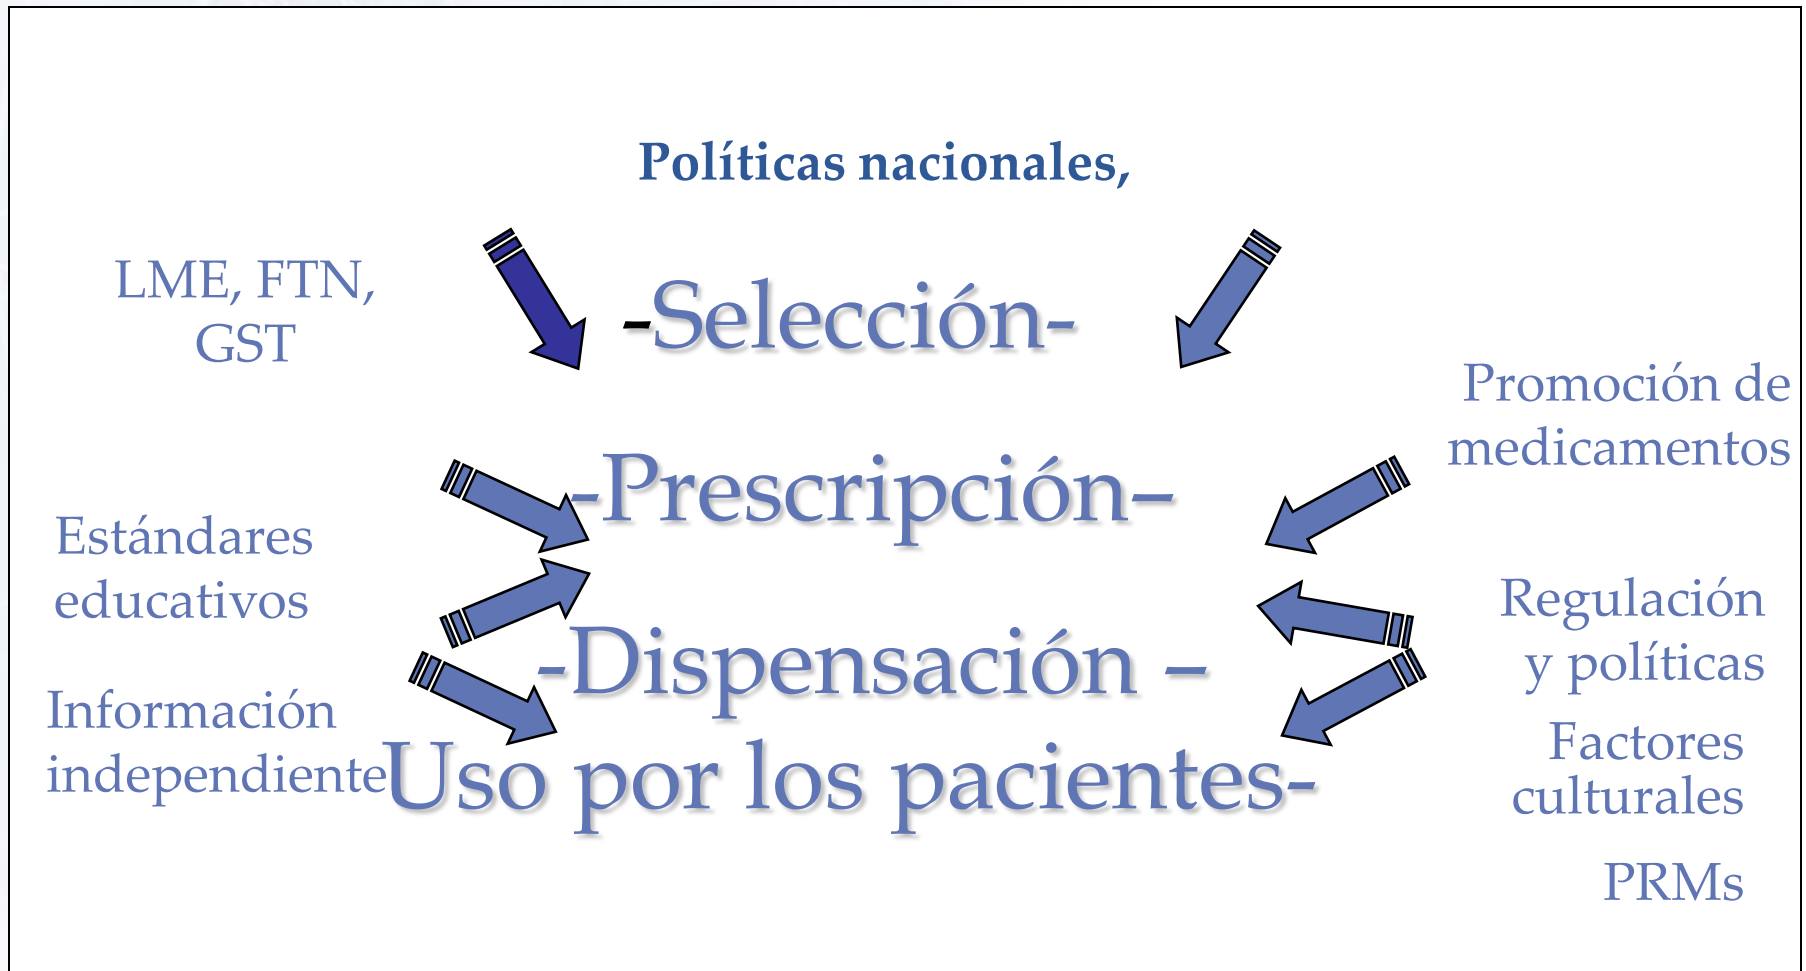 Políticas nacionales,
LME, FTN,
GST
-Selección-
Promoción de
medicamentos
-Prescripción–
Estándares
educativos
Regulación
y políticas
-Dispensación –
Información
independiente
Factores
culturales
Uso por los pacientes-
PRMs